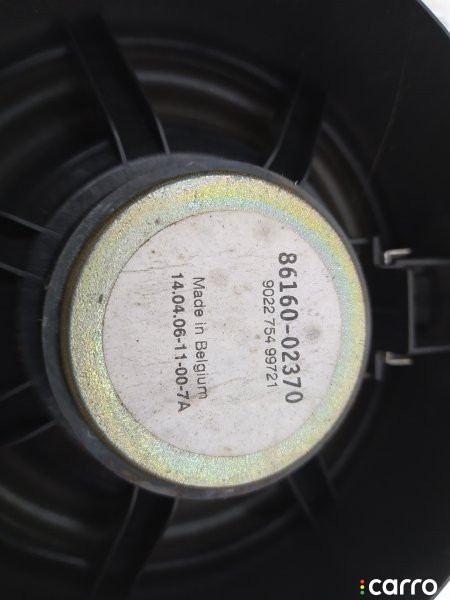 86160-02370
9022 754 99721
Made in Belgium
14.04.06-11-00-7A
carro